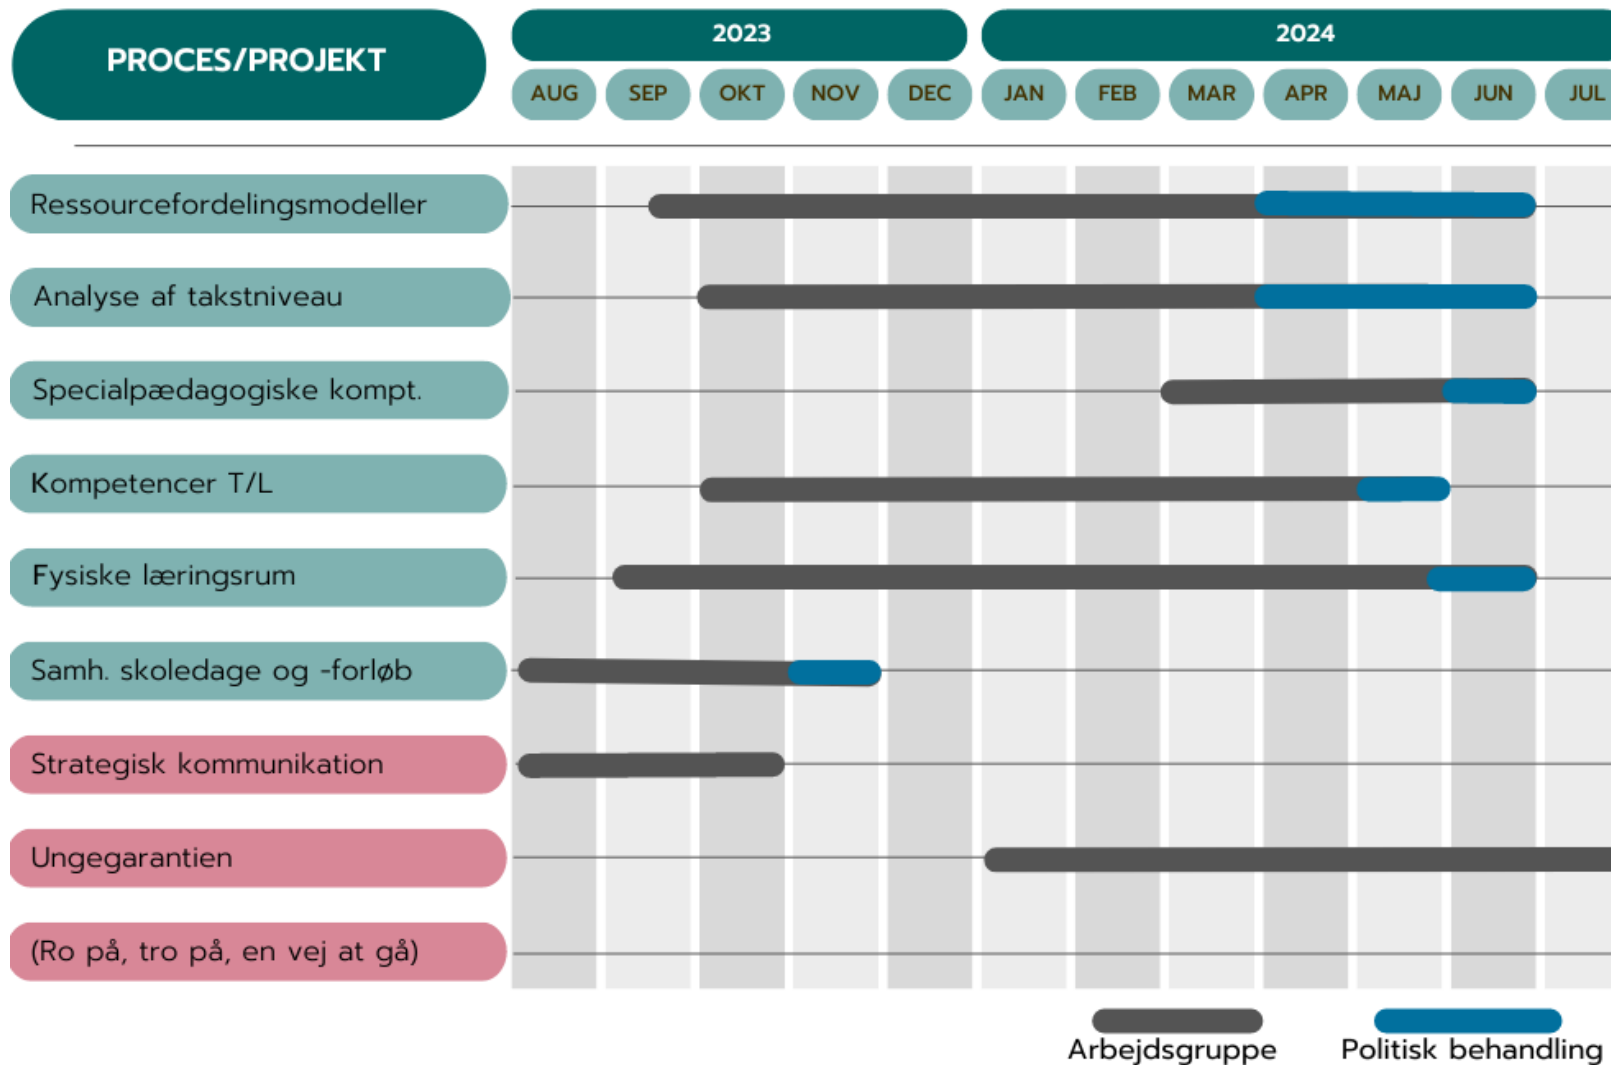 PROCES/PROJEKT
2023
2024
AUG SEP OKT NOV DEC JAN FEB MAR APR MAJ JUN JUL
Ressourcefordelingsmodeller
Analyse af takstniveau
Specialpædagogiske kompt.
Kompetencer T/L
Fysiske læringsrum
Samh. skoledage og -forløb
Strategisk kommunikation
Ungegarantien
(Ro på, tro på, en vej at gå)
Arbejdsgruppe
Politisk behandling